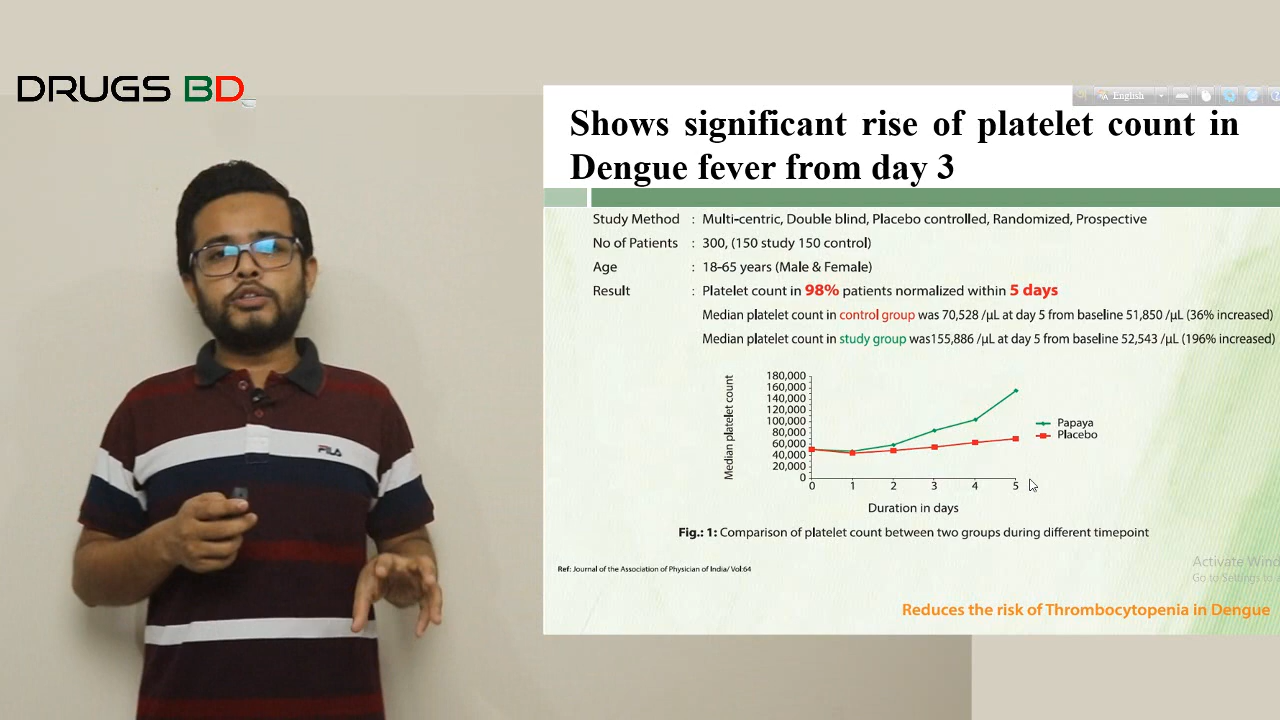 DRUGS BD
English
Shows significant rise of platelet count in
Dengue fever from day 3
Study Method : Multi-centric, Double blind, Placebo controlled, Randomized, Prospective
No of Patients : 300, (150 study 150 control)
Age : 18-65 years (Male & Female)
Result : Platelet count in 98% patients normalized within 5 days
Median platelet count in control group was 70,528 /µL at day 5 from baseline 51,850 /µL (36% increased)
Median platelet count in study group was155,886 /µL at day 5 from baseline 52,543 /µL (196% increased)
Median platelet count
180,000
160,000
140,000
120,000
100,000
80,000
60,000
40,000
20,000
0
0 1 2 3 4 5
Duration in days
Papaya
Placebo
Fig.: 1: Comparison of platelet count between two groups during different timepoint
Ref: Journal of the Association of Physician of India/ Vol:64
Activate Wind
Go to Settings to
Reduces the risk of Thrombocytopenia in Dengue
FILA